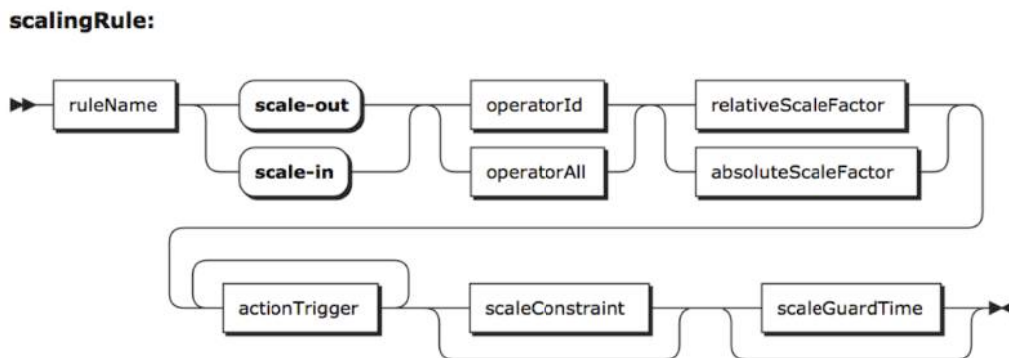 scalingRule:
ruleName scale-out operatorId relativeScaleFactor
scale-in operatorAll absoluteScaleFactor
actionTrigger scaleConstraint scaleGuardTime